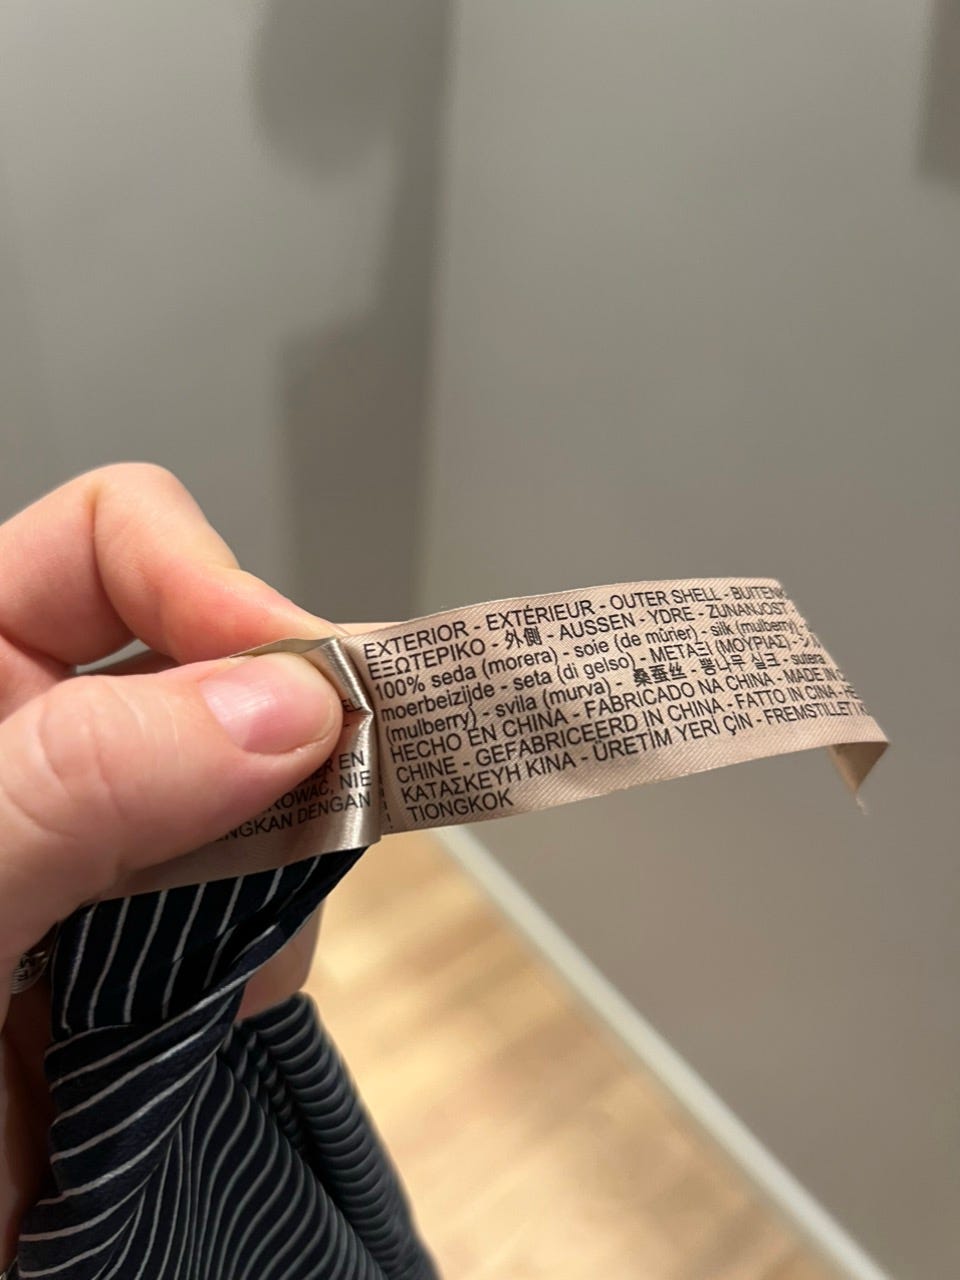 EXTERIOR - EXTÉRIEUR - OUTER SHELL -
ΕΞΩΤΕΡΙΚΟ - 外側 - AUSSEN - YDRE - ZUNANJOST
100% seda (morera) - soie (de mûrier) - silk (mulberry)
moerbeizijde - seta (di gelso) - ΜΕΤΑΞΙ (ΜΟΥΡΙΑΣ) -
(mulberry) - svila (murva) - 桑蚕丝 - 뽕나무 실크 - sutera
HECHO EN CHINA - FABRICADO NA CHINA - MADE IN
CHINE - GEFABRICEERD IN CHINA - FATTO IN CINA -
ΚΑΤΑΣΚΕΥΗ ΚΙΝΑ - ÜRETİM YERİ ÇİN - FREMSTILLET I
TIONGKOK
EN
NIE
DENGAN